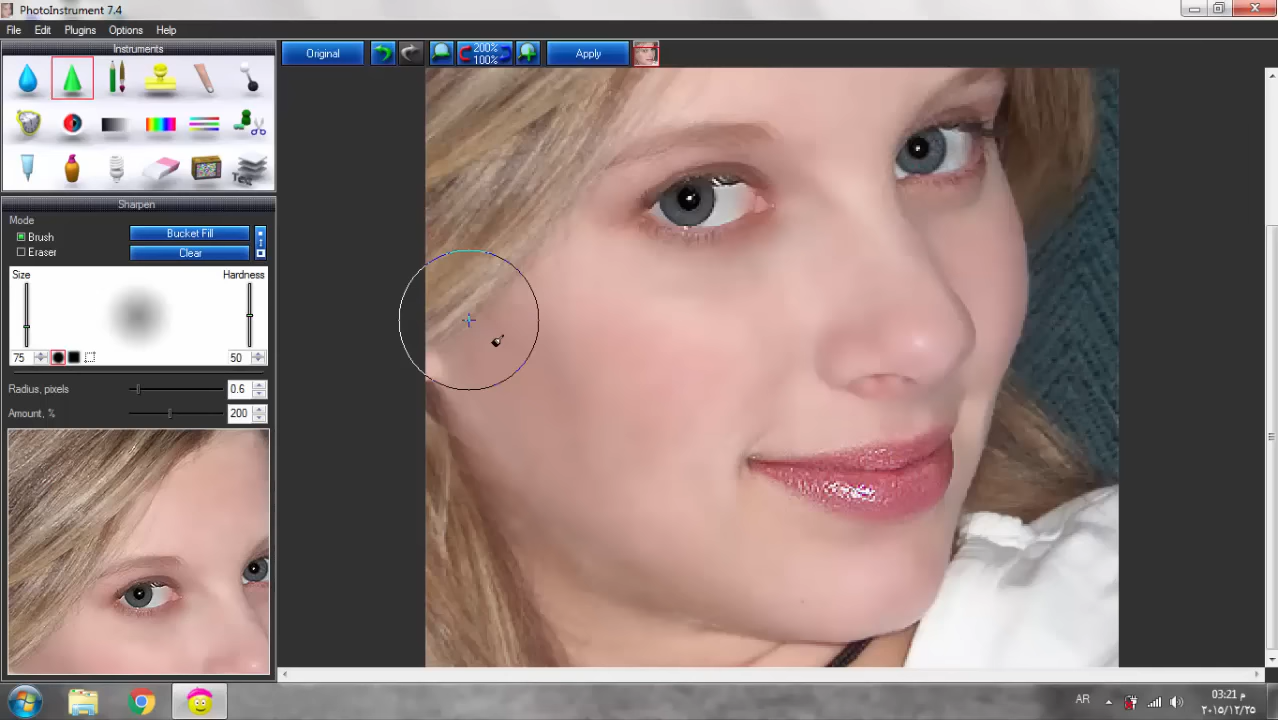 PhotoInstrument 7.4
File Edit Plugins Options Help
Instruments
Original 200% 100% Apply
Tec
Sharpen
Mode
Brush Bucket Fill
Eraser Clear
Size Hardness
75 50
Radius, pixels 0.6
Amount, % 200
AR 03:21 م
٢٠١٥/١٢/٢٥